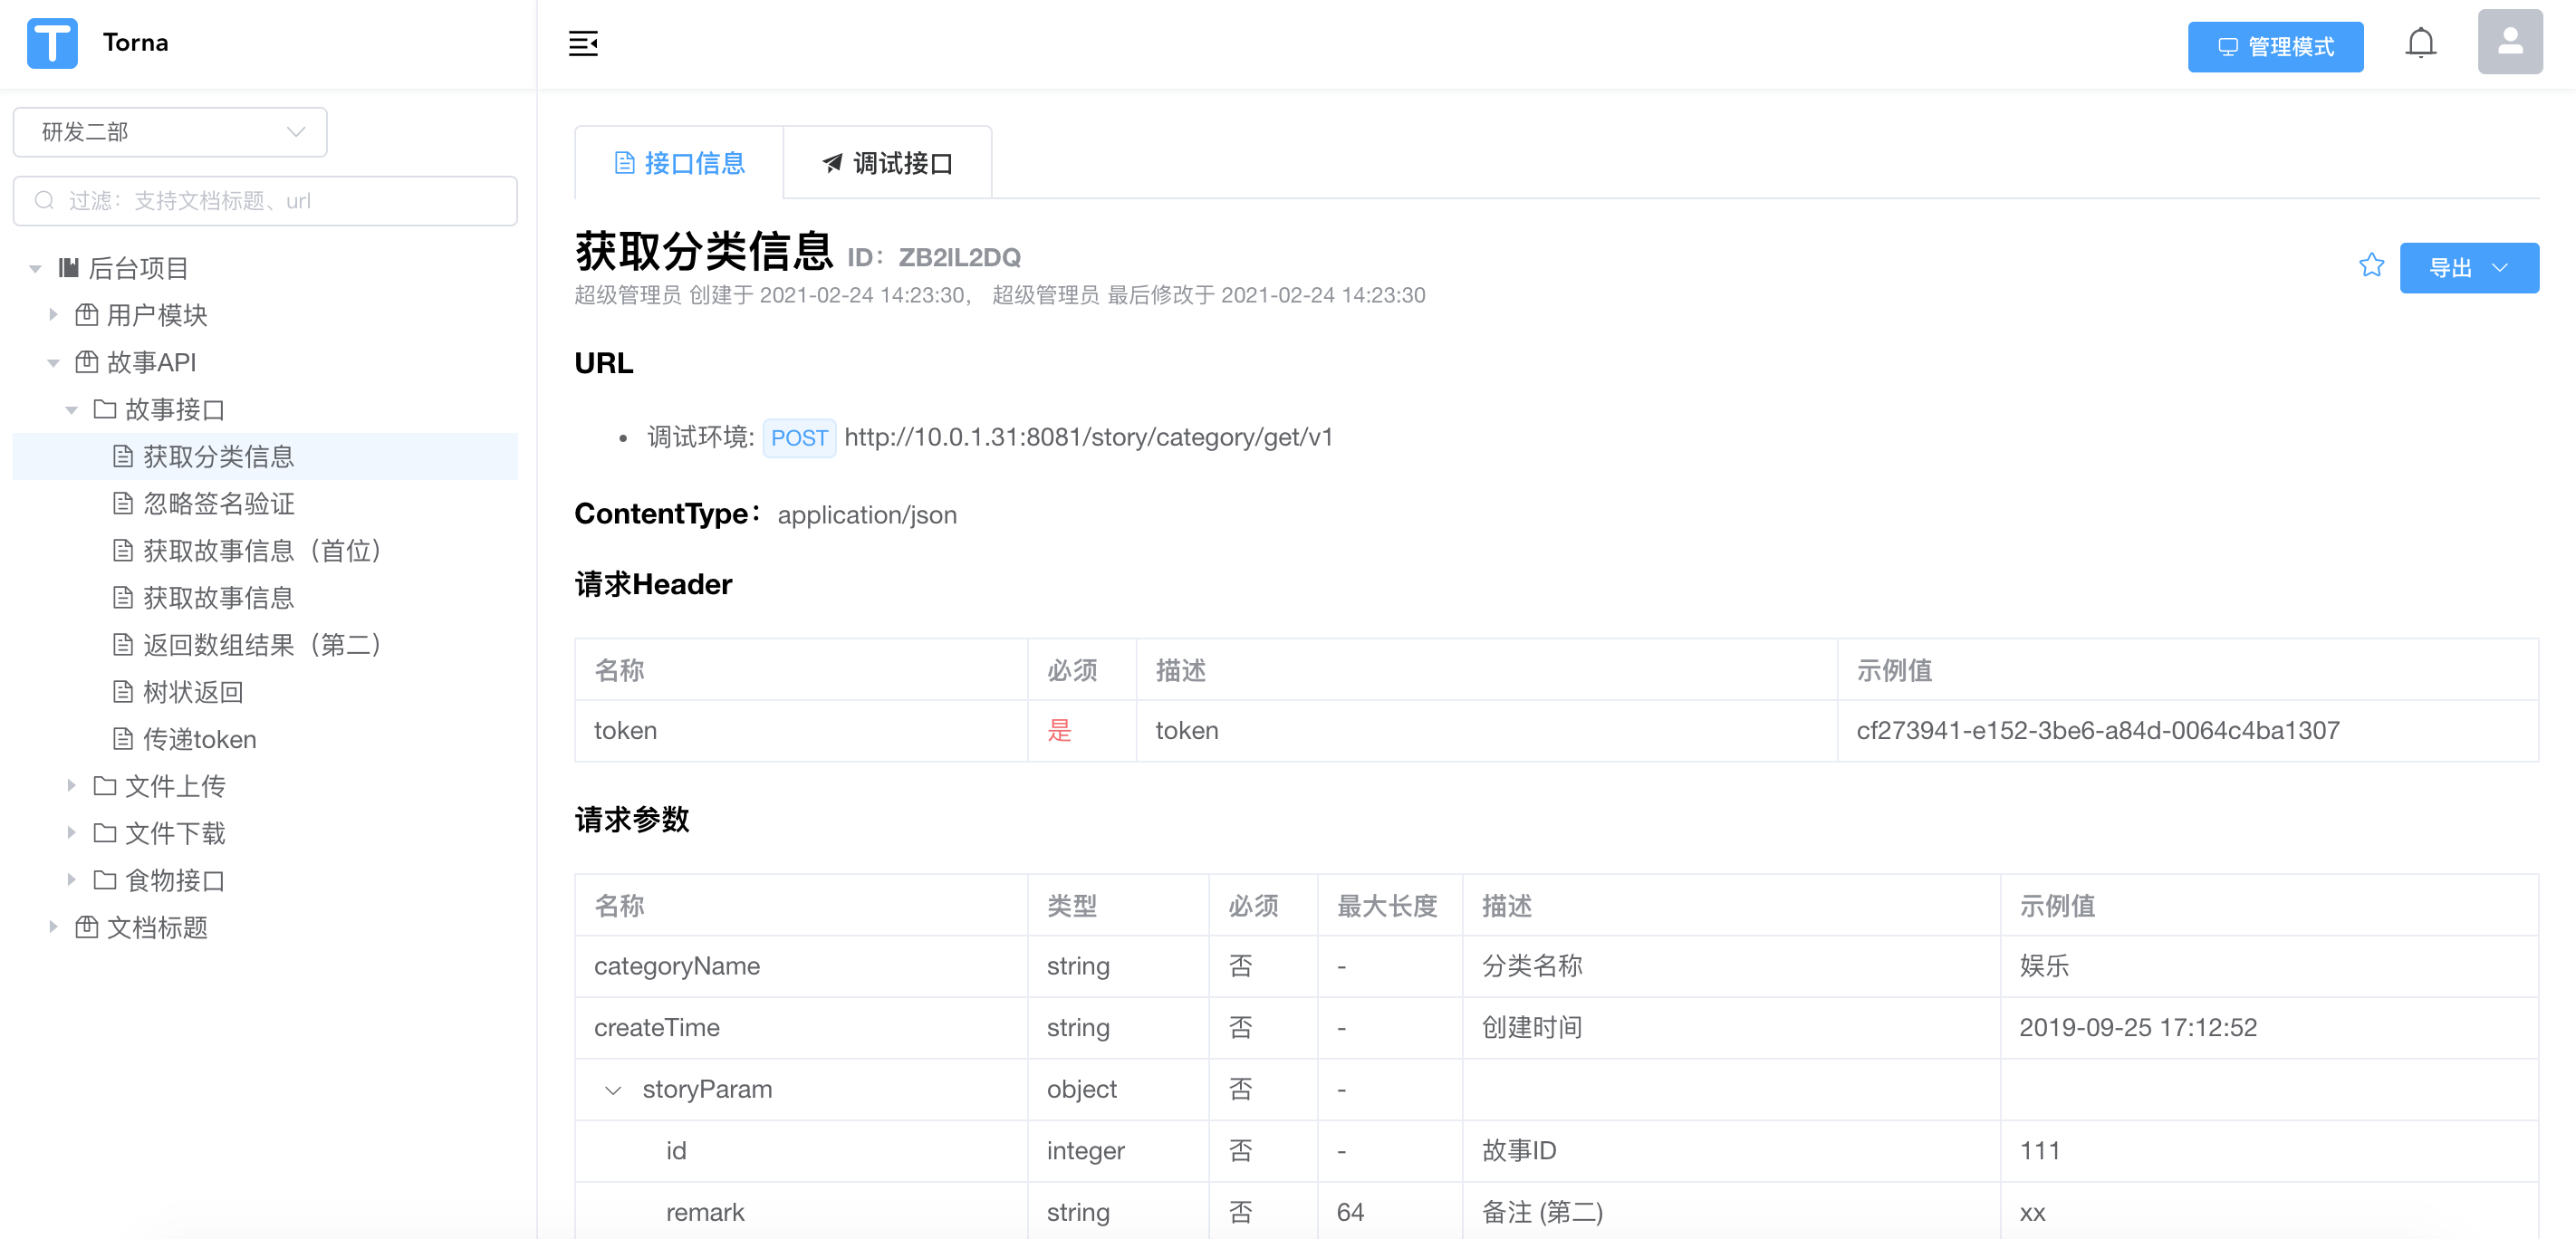 Torna
管理模式
研发二部
过滤：支持文档标题、url
后台项目
用户模块
故事API
故事接口
获取分类信息
忽略签名验证
获取故事信息（首位）
获取故事信息
返回数组结果（第二）
树状返回
传递token
文件上传
文件下载
食物接口
文档标题
接口信息 调试接口
获取分类信息 ID：ZB2IL2DQ
导出
超级管理员 创建于 2021-02-24 14:23:30， 超级管理员 最后修改于 2021-02-24 14:23:30
URL
• 调试环境: POST http://10.0.1.31:8081/story/category/get/v1
ContentType： application/json
请求Header
名称 必须 描述 示例值
token 是 token cf273941-e152-3be6-a84d-0064c4ba1307
请求参数
名称 类型 必须 最大长度 描述 示例值
categoryName string 否 - 分类名称 娱乐
createTime string 否 - 创建时间 2019-09-25 17:12:52
storyParam object 否 -
id integer 否 - 故事ID 111
remark string 否 64 备注 (第二) xx